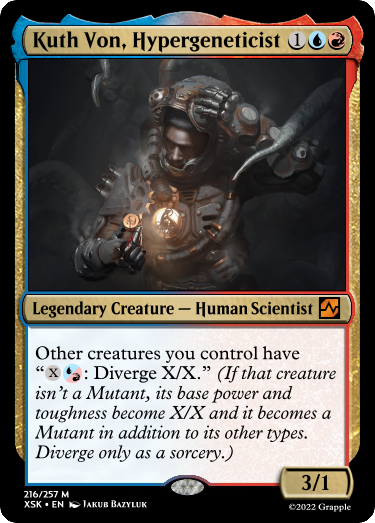 Kuth Von, Hypergeneticist 1
Legendary Creature — Human Scientist
Other creatures you control have
“X : Diverge X/X.” (If that creature
isn’t a Mutant, its base power and
toughness become X/X and it becomes a
Mutant in addition to its other types.
Diverge only as a sorcery.)
3/1
216/257 M
XSK • EN Jakub Bazyluk
©2022 Grapple